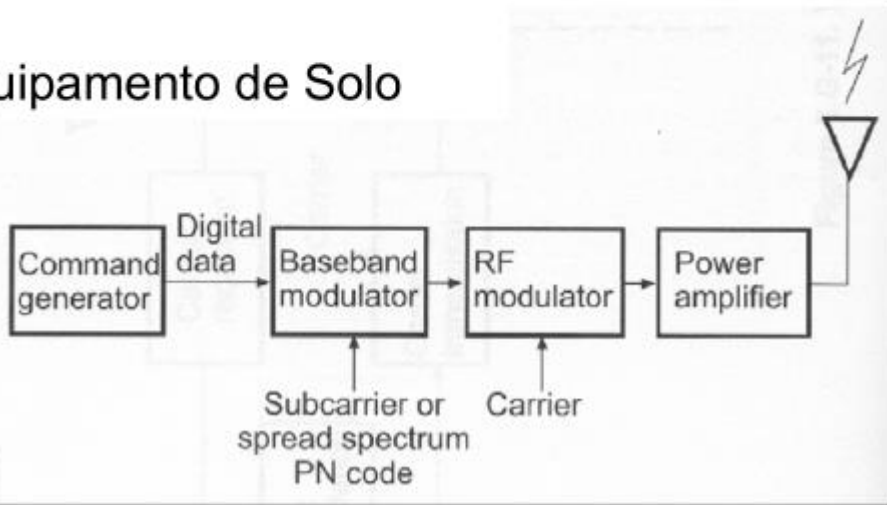 uipamento de Solo
Digital
data
Command
generator
Baseband
modulator
RF
modulator
Power
amplifier
Subcarrier or
spread spectrum
PN code
Carrier